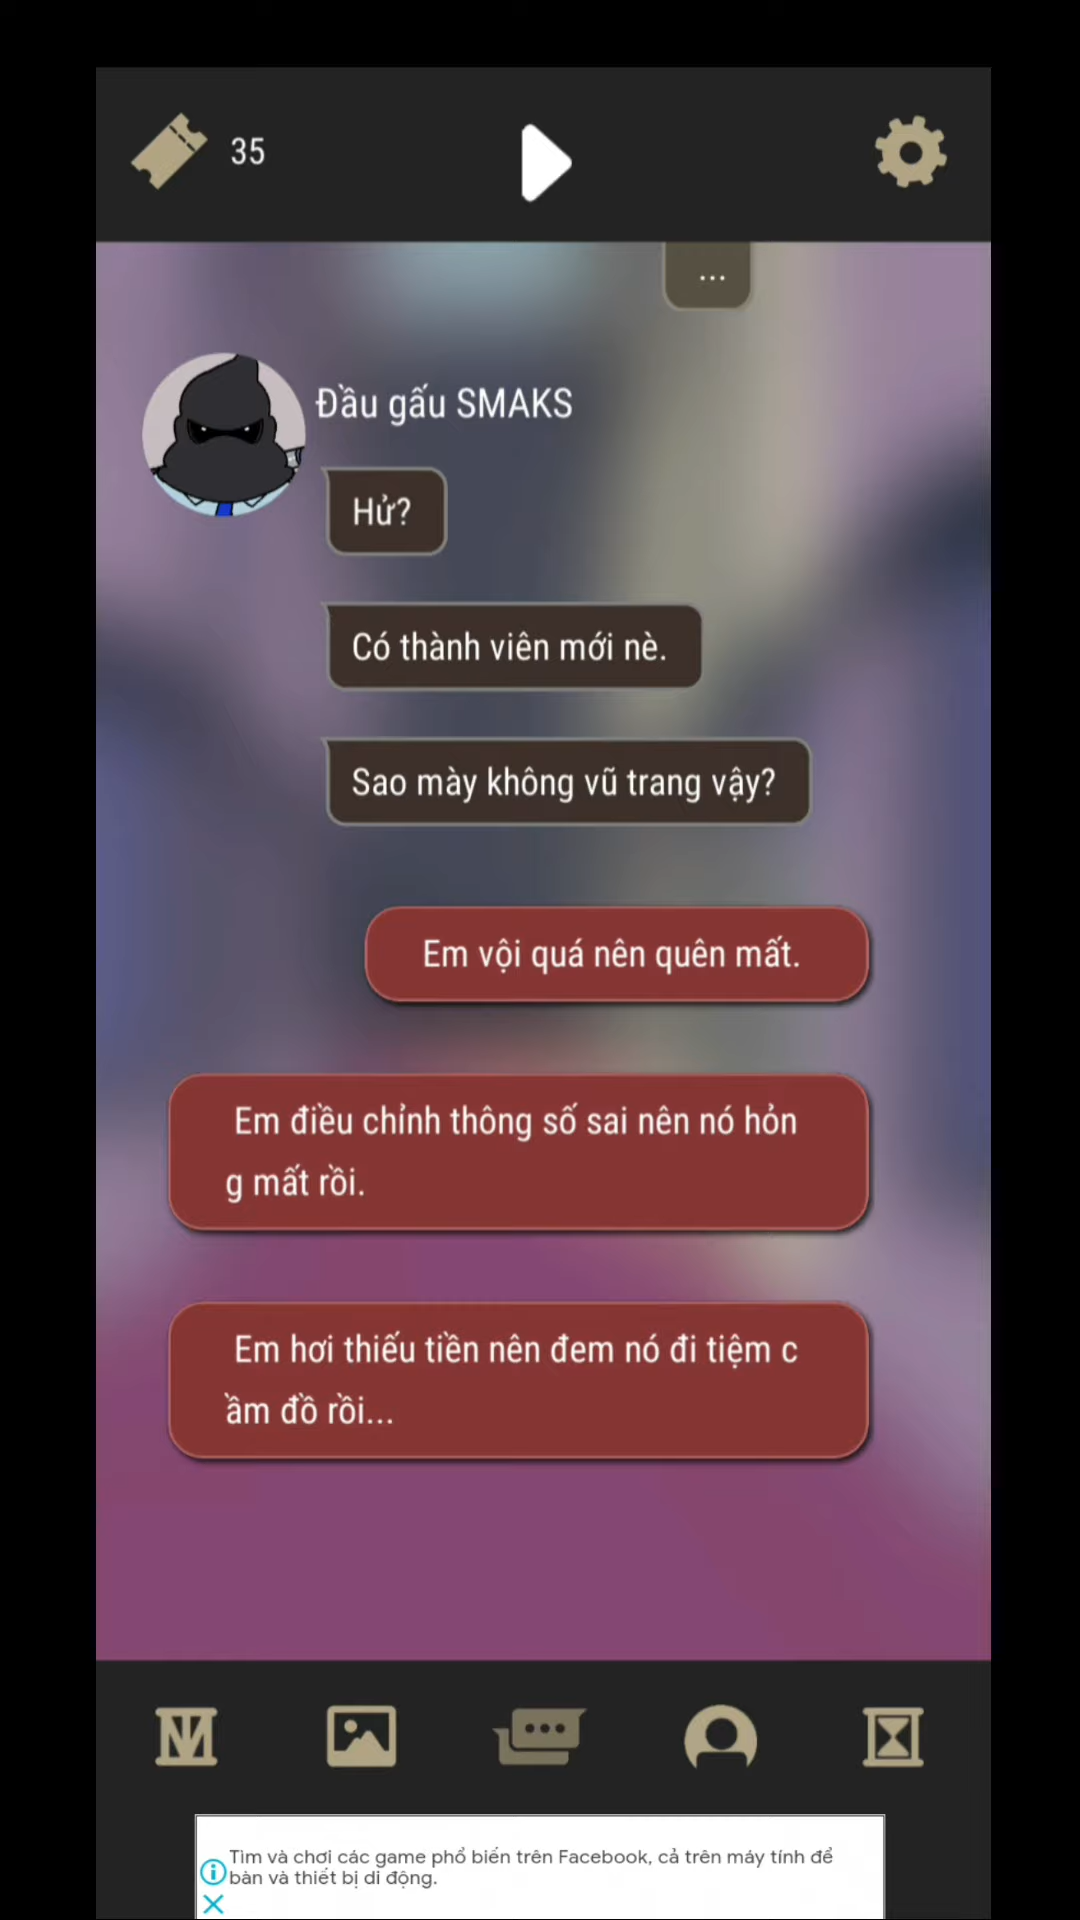 35
...
Đầu gấu SMAKS
Hử?
Có thành viên mới nè.
Sao mày không vũ trang vậy?
Em vội quá nên quên mất.
Em điều chỉnh thông số sai nên nó hỏn
g mất rồi.
Em hơi thiếu tiền nên đem nó đi tiệm c
ầm đồ rồi...
Tìm và chơi các game phổ biến trên Facebook, cả trên máy tính để
bàn và thiết bị di động.